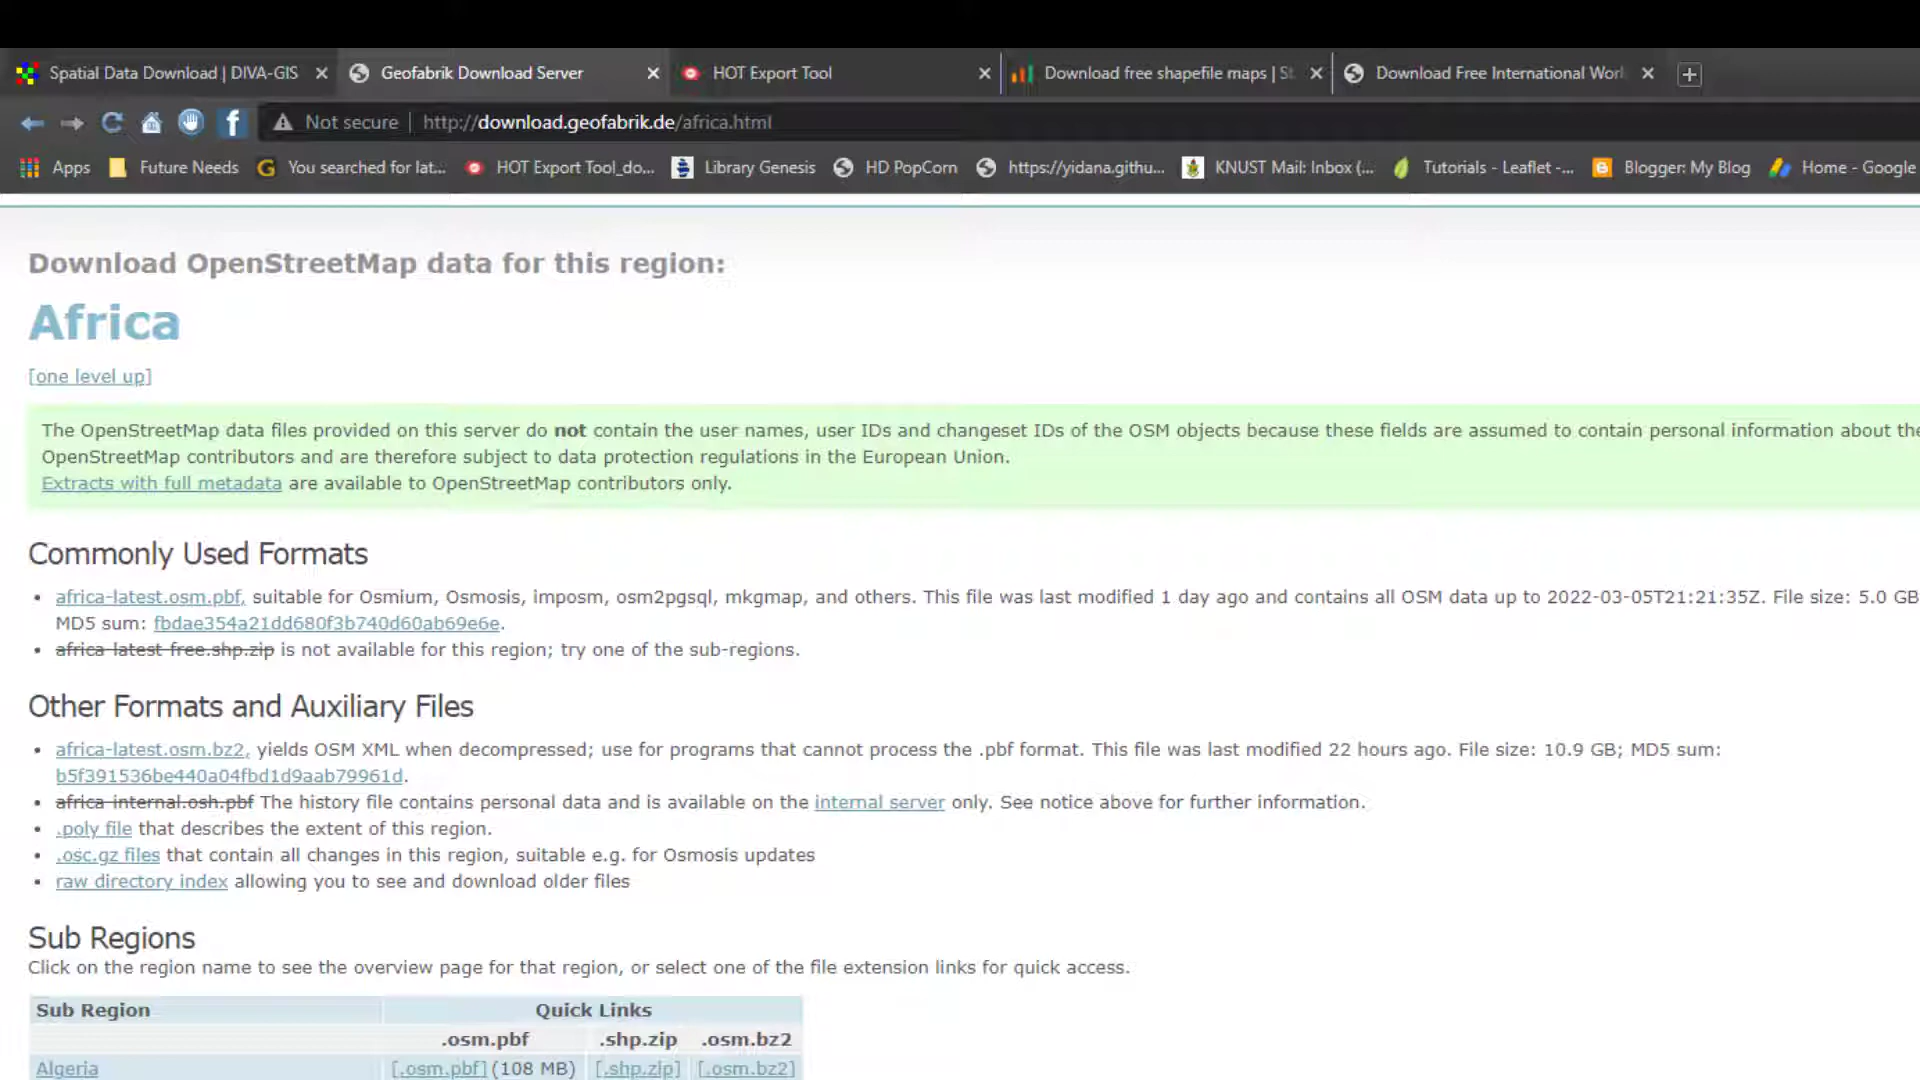 Spatial Data Download | DIVA-GIS
Geofabrik Download Server
HOT Export Tool
Download free shapefile maps | St
Download Free International Worl
Not secure | http://download.geofabrik.de/africa.html
Apps
Future Needs
You searched for lat...
HOT Export Tool_do...
Library Genesis
HD PopCorn
https://yidana.githu...
KNUST Mail: Inbox (...
Tutorials - Leaflet -...
Blogger: My Blog
Home - Google
Download OpenStreetMap data for this region:
Africa
[one level up]
The OpenStreetMap data files provided on this server do not contain the user names, user IDs and changeset IDs of the OSM objects because these fields are assumed to contain personal information about the
OpenStreetMap contributors and are therefore subject to data protection regulations in the European Union.
Extracts with full metadata are available to OpenStreetMap contributors only.
Commonly Used Formats
• africa-latest.osm.pbf, suitable for Osmium, Osmosis, imposm, osm2pgsql, mkgmap, and others. This file was last modified 1 day ago and contains all OSM data up to 2022-03-05T21:21:35Z. File size: 5.0 GB
MD5 sum: fbdae354a21dd680f3b740d60ab69e6e.
• africa-latest-free.shp.zip is not available for this region; try one of the sub-regions.
Other Formats and Auxiliary Files
• africa-latest.osm.bz2, yields OSM XML when decompressed; use for programs that cannot process the .pbf format. This file was last modified 22 hours ago. File size: 10.9 GB; MD5 sum:
b5f391536be440a04fbd1d9aab79961d.
• africa-internal.osh.pbf The history file contains personal data and is available on the internal server only. See notice above for further information.
• .poly file that describes the extent of this region.
• .osc.gz files that contain all changes in this region, suitable e.g. for Osmosis updates
• raw directory index allowing you to see and download older files
Sub Regions
Click on the region name to see the overview page for that region, or select one of the file extension links for quick access.
Sub Region Quick Links
.osm.pbf .shp.zip .osm.bz2
Algeria [.osm.pbf] (108 MB) [.shp.zip] [.osm.bz2]